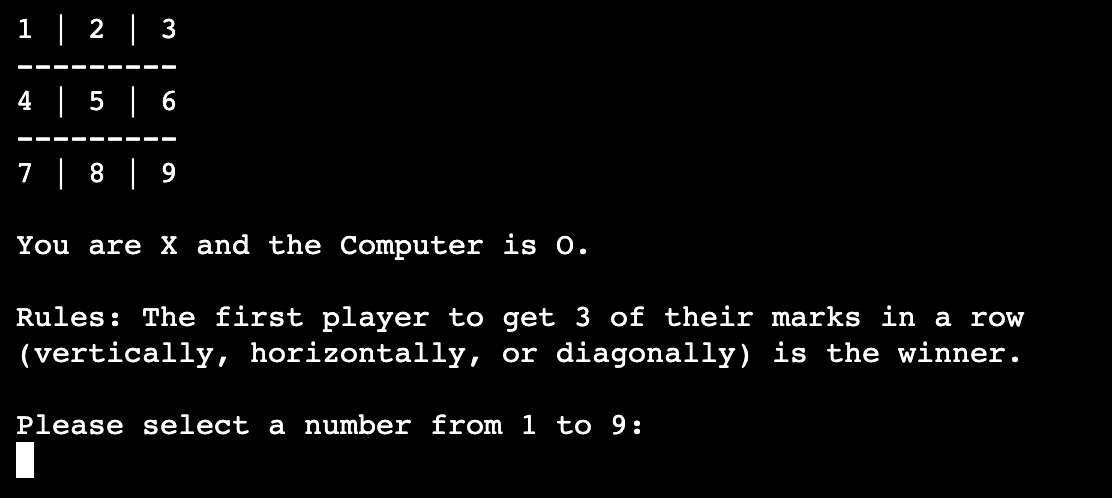 1 | 2 | 3
---------
4 | 5 | 6
---------
7 | 8 | 9
You are X and the Computer is O.
Rules: The first player to get 3 of their marks in a row
(vertically, horizontally, or diagonally) is the winner.
Please select a number from 1 to 9: